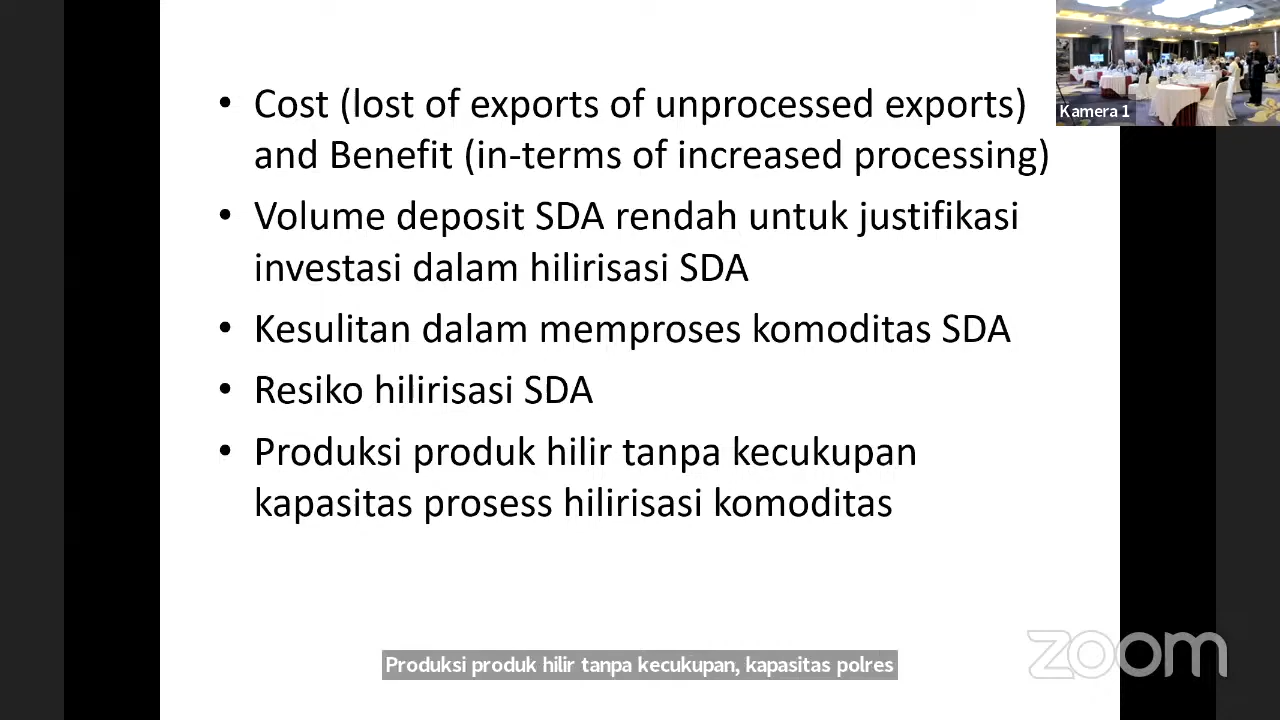 • Cost (lost of exports of unprocessed exports)
and Benefit (in-terms of increased processing)
• Volume deposit SDA rendah untuk justifikasi
investasi dalam hilirisasi SDA
• Kesulitan dalam memproses komoditas SDA
• Resiko hilirisasi SDA
• Produksi produk hilir tanpa kecukupan
kapasitas prosess hilirisasi komoditas
Kamera 1
Produksi produk hilir tanpa kecukupan, kapasitas polres
zoom